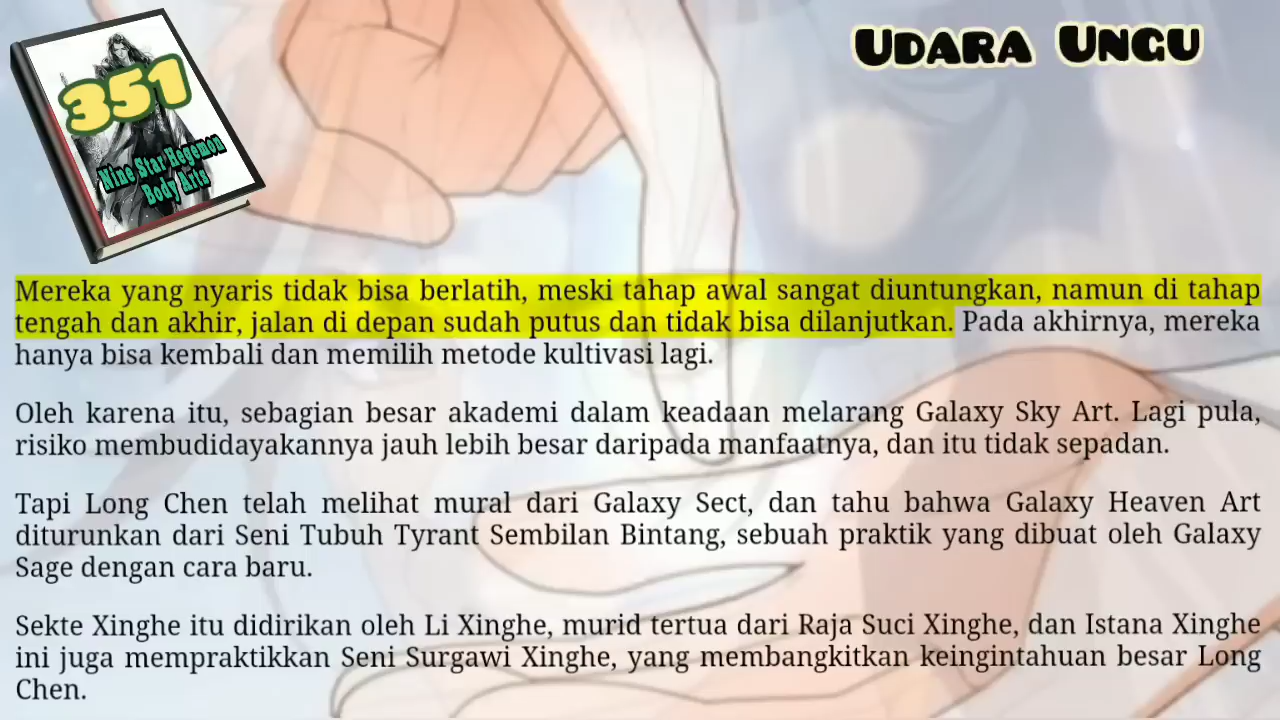 351
Nine Star Hegemon
Body Arts
Udara Ungu
Mereka yang nyaris tidak bisa berlatih, meski tahap awal sangat diuntungkan, namun di tahap
tengah dan akhir, jalan di depan sudah putus dan tidak bisa dilanjutkan. Pada akhirnya, mereka
hanya bisa kembali dan memilih metode kultivasi lagi.
Oleh karena itu, sebagian besar akademi dalam keadaan melarang Galaxy Sky Art. Lagi pula,
risiko membudidayakannya jauh lebih besar daripada manfaatnya, dan itu tidak sepadan.
Tapi Long Chen telah melihat mural dari Galaxy Sect, dan tahu bahwa Galaxy Heaven Art
diturunkan dari Seni Tubuh Tyrant Sembilan Bintang, sebuah praktik yang dibuat oleh Galaxy
Sage dengan cara baru.
Sekte Xinghe itu didirikan oleh Li Xinghe, murid tertua dari Raja Suci Xinghe, dan Istana Xinghe
ini juga mempraktikkan Seni Surgawi Xinghe, yang membangkitkan keingintahuan besar Long
Chen.